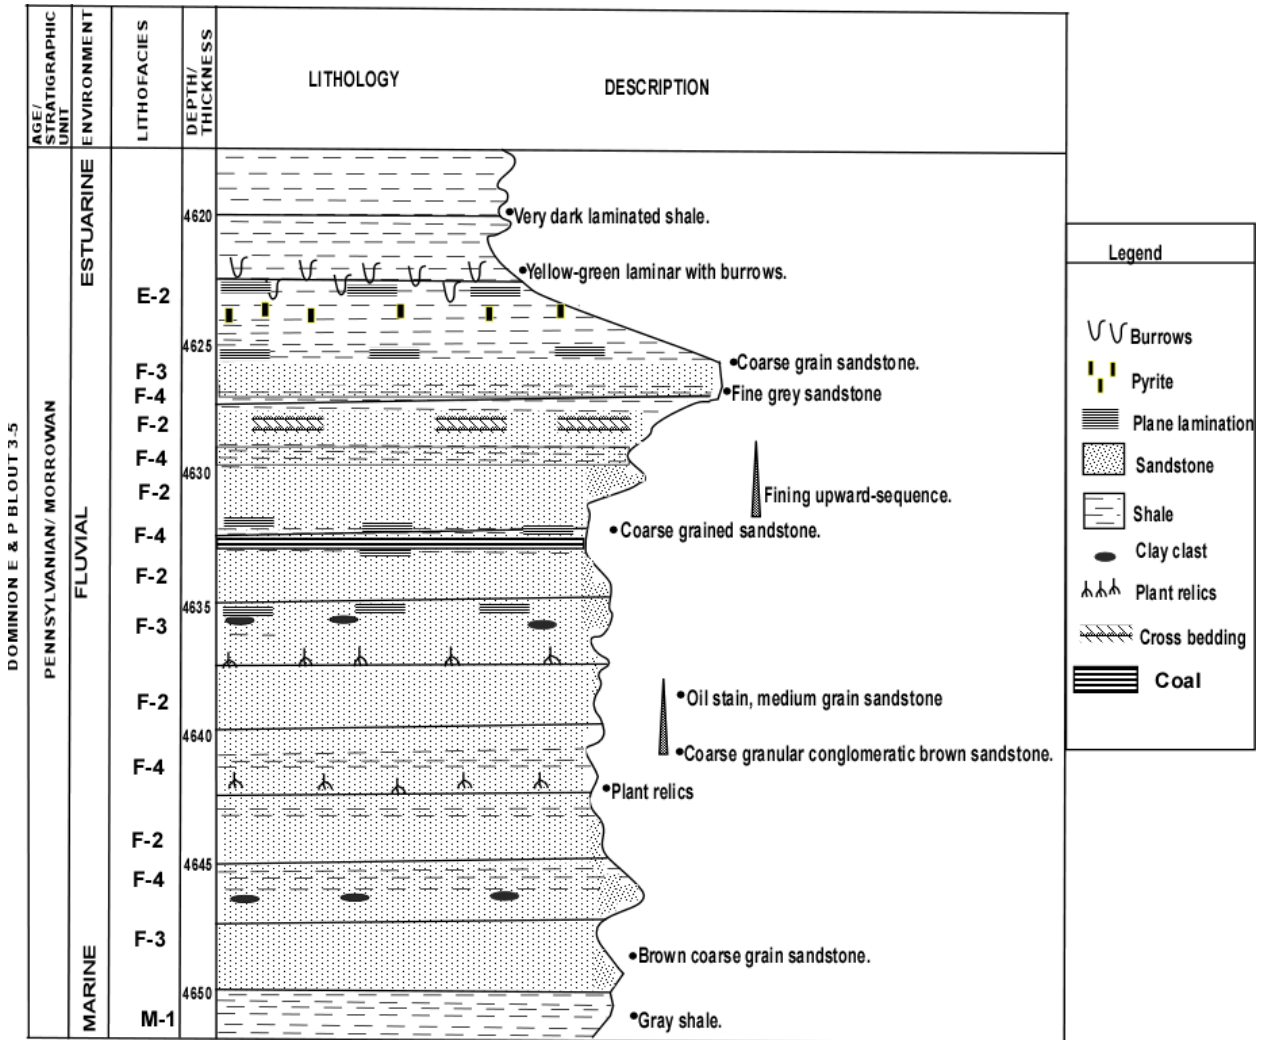 DOMINION E & P BLOUT 3-5
AGE/
STRATIGRAPHIC
UNIT
ENVIRONMENT
LITHOFACIES
DEPTH/
THICKNESS
LITHOLOGY
DESCRIPTION
PENNSYLVANIAN/ MORROWAN
ESTUARINE
FLUVIAL
MARINE
E-2
F-3
F-4
F-2
F-4
F-2
F-4
F-2
F-3
F-2
F-4
F-2
F-4
F-3
M-1
4620
4625
4630
4635
4640
4645
4650
•Very dark laminated shale.
•Yellow-green laminar with burrows.
•Coarse grain sandstone.
•Fine grey sandstone
Fining upward-sequence.
• Coarse grained sandstone.
•Oil stain, medium grain sandstone
•Coarse granular conglomeratic brown sandstone.
•Plant relics
•Brown coarse grain sandstone.
•Gray shale.
Legend
Burrows
Pyrite
Plane lamination
Sandstone
Shale
Clay clast
Plant relics
Cross bedding
Coal